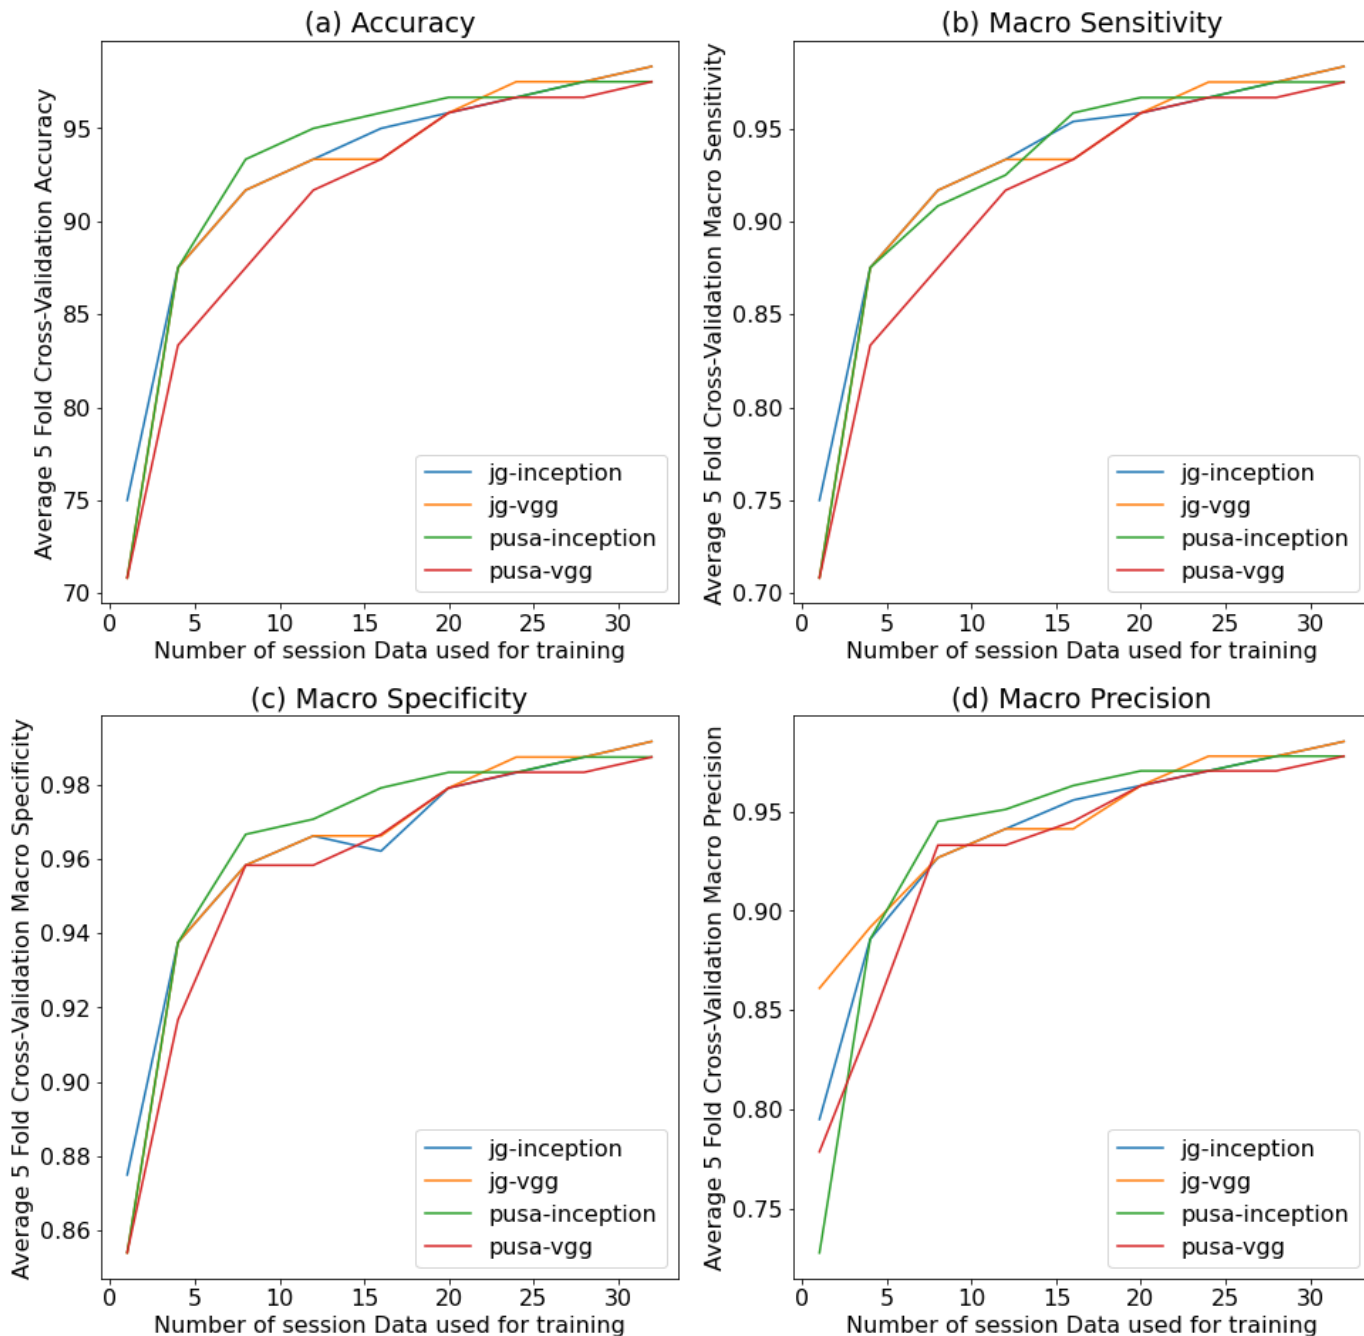 (a) Accuracy
Average 5 Fold Cross-Validation Accuracy
95
90
85
80
75
70
jg-inception
jg-vgg
pusa-inception
pusa-vgg
0 5 10 15 20 25 30
Number of session Data used for training
(b) Macro Sensitivity
Average 5 Fold Cross-Validation Macro Sensitivity
0.95
0.90
0.85
0.80
0.75
0.70
jg-inception
jg-vgg
pusa-inception
pusa-vgg
0 5 10 15 20 25 30
Number of session Data used for training
(c) Macro Specificity
Average 5 Fold Cross-Validation Macro Specificity
0.98
0.96
0.94
0.92
0.90
0.88
0.86
jg-inception
jg-vgg
pusa-inception
pusa-vgg
0 5 10 15 20 25 30
Number of session Data used for training
(d) Macro Precision
Average 5 Fold Cross-Validation Macro Precision
0.95
0.90
0.85
0.80
0.75
jg-inception
jg-vgg
pusa-inception
pusa-vgg
0 5 10 15 20 25 30
Number of session Data used for training